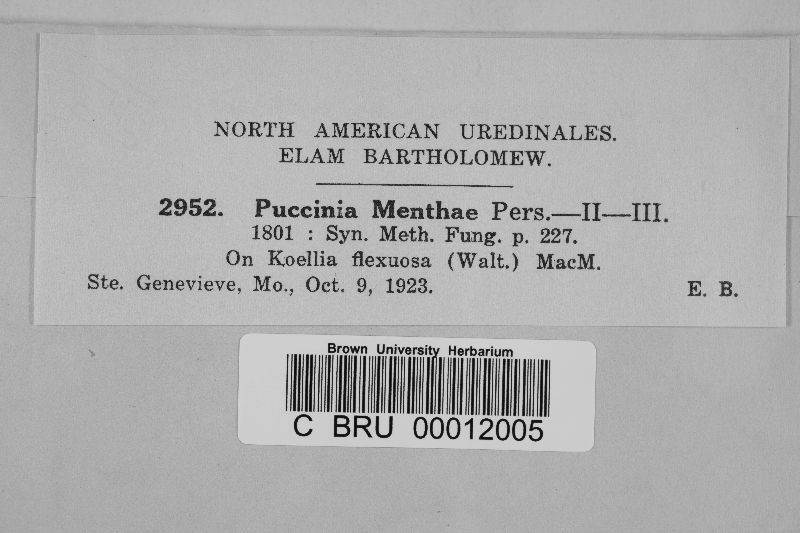 NORTH AMERICAN UREDINALES.
ELAM BARTHOLOMEW.
2952. Puccinia Menthae Pers.—II—III.
1801 : Syn. Meth. Fung. p. 227.
On Koellia flexuosa (Walt.) MacM.
Ste. Genevieve, Mo., Oct. 9, 1923. E. B.
Brown University Herbarium
C BRU 00012005